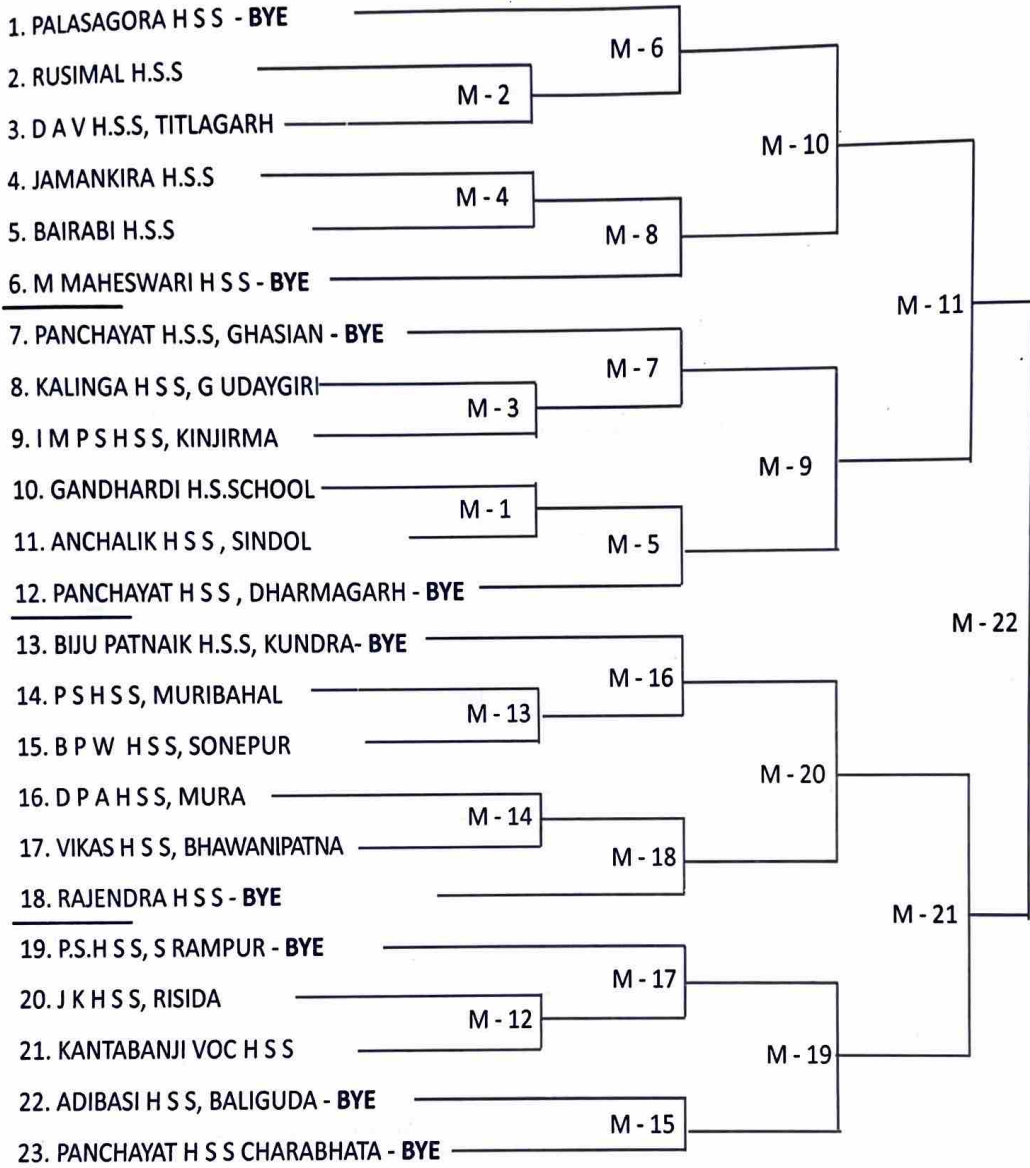 1. PALASAGORA H S S - BYE
M - 6
2. RUSIMAL H.S.S
M - 2
3. D A V H.S.S, TITLAGARH
M - 10
4. JAMANKIRA H.S.S
M - 4
5. BAIRABI H.S.S
M - 8
6. M MAHESWARI H S S - BYE
M - 11
7. PANCHAYAT H.S.S, GHASIAN - BYE
M - 7
8. KALINGA H S S, G UDAYGIRI
M - 3
9. I M P S H S S, KINJIRMA
M - 9
10. GANDHARDI H.S.SCHOOL
M - 1
11. ANCHALIK H S S , SINDOL
M - 5
12. PANCHAYAT H S S , DHARMAGARH - BYE
M - 22
13. BIJU PATNAIK H.S.S, KUNDRA- BYE
M - 16
14. P S H S S, MURIBAHAL
M - 13
15. B P W H S S, SONEPUR
M - 20
16. D P A H S S, MURA
M - 14
17. VIKAS H S S, BHAWANIPATNA
M - 18
18. RAJENDRA H S S - BYE
M - 21
19. P.S.H S S, S RAMPUR - BYE
M - 17
20. J K H S S, RISIDA
M - 12
21. KANTABANJI VOC H S S
M - 19
22. ADIBASI H S S, BALIGUDA - BYE
M - 15
23. PANCHAYAT H S S CHARABHATA - BYE